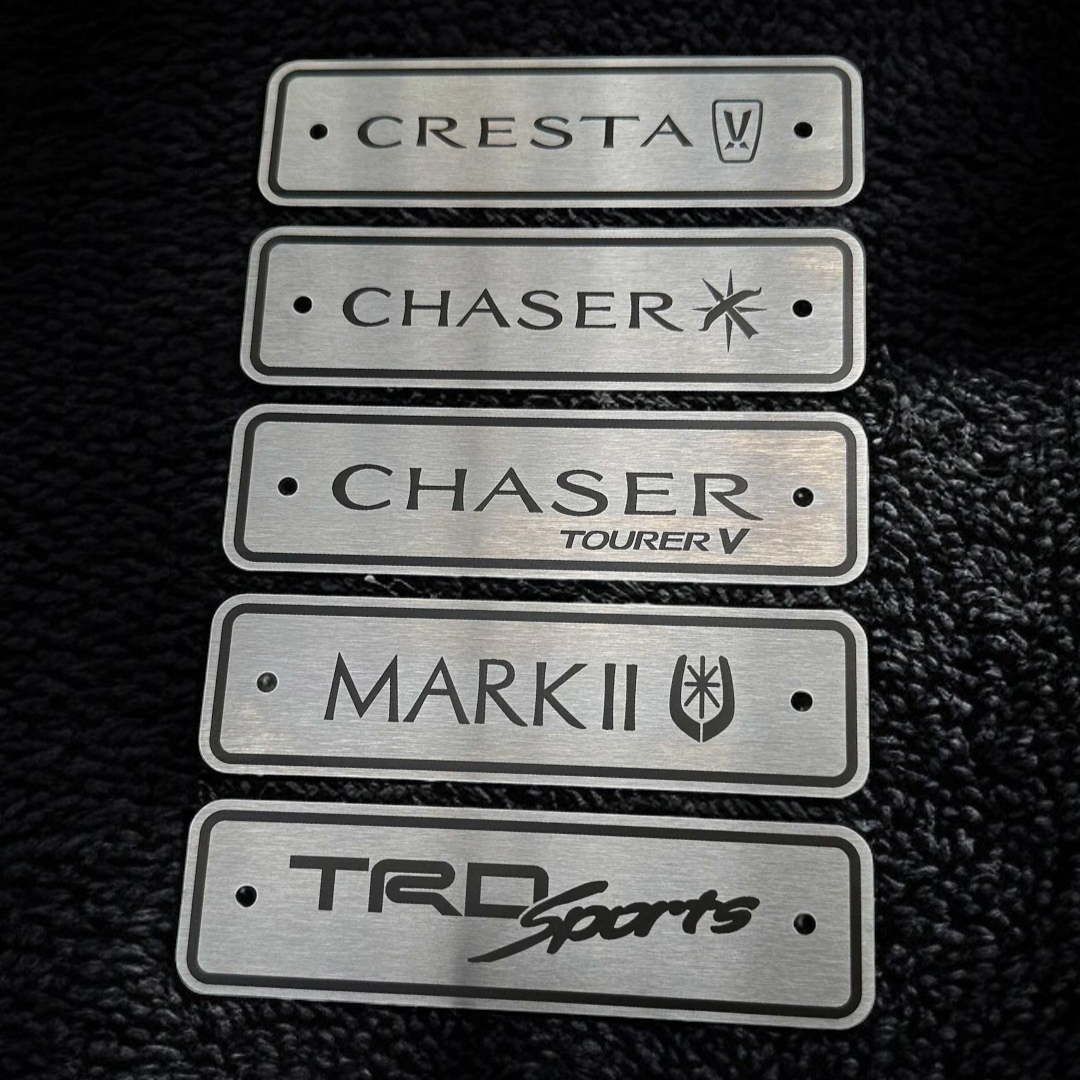 CRESTA
CHASER
CHASER
TOURER V
MARK II
TRD Sports